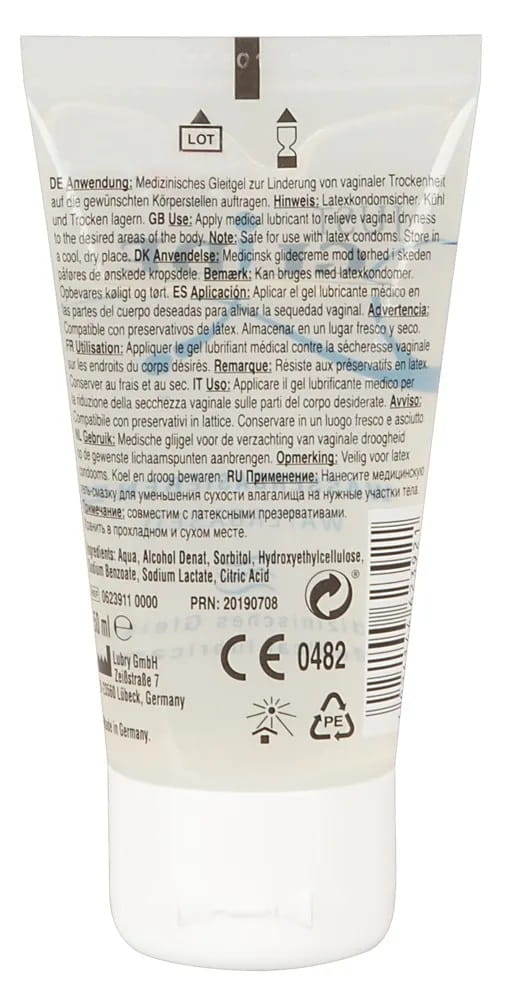 LOT
DE Anwendung: Medizinisches Gleitgel zur Linderung von vaginaler Trockenheit
auf die gewünschten Körperstellen auftragen. Hinweis: Latexkondomsicher. Kühl
und Trocken lagern. GB Use: Apply medical lubricant to relieve vaginal dryness
to the desired areas of the body. Note: Safe for use with latex condoms. Store in
a cool, dry place. DK Anvendelse: Medicinsk glidecreme mod tørhed i skeden
påføres de ønskede kropsdele. Bemærk: Kan bruges med latexkondomer.
Opbevares køligt og tørt. ES Aplicación: Aplicar el gel lubricante médico en
las partes del cuerpo deseadas para aliviar la sequedad vaginal. Advertencia:
Compatible con preservativos de látex. Almacenar en un lugar fresco y seco.
FR Utilisation: Appliquer le gel lubrifiant médical contre la sécheresse vaginale
sur les endroits du corps désirés. Remarque: Résiste aux préservatifs en latex
Conserver au frais et au sec. IT Uso: Applicare il gel lubrificante medico per
la riduzione della secchezza vaginale sulle parti del corpo desiderate. Avviso:
Compatibile con preservativi in lattice. Conservare in un luogo fresco e asciutto
NL Gebruik: Medische glijgel voor de verzachting van vaginale droogheid
op de gewenste lichaamspunten aanbrengen. Opmerking: Veilig voor latex
condooms. Koel en droog bewaren. RU Применение: Нанесите медицинскую
гель-смазку для уменьшения сухости влагалища на нужные участки тела
Примечание: совместим с латексными презервативами.
Хранить в прохладном и сухом месте.
Ingredients: Aqua, Alcohol Denat, Sorbitol, Hydroxyethylcellulose,
Sodium Benzoate, Sodium Lactate, Citric Acid
0623911 0000 PRN: 20190708
50 ml e
CE 0482
Lubry GmbH
Zeißstraße 7
23560 Lübeck, Germany
PE
Made in Germany.